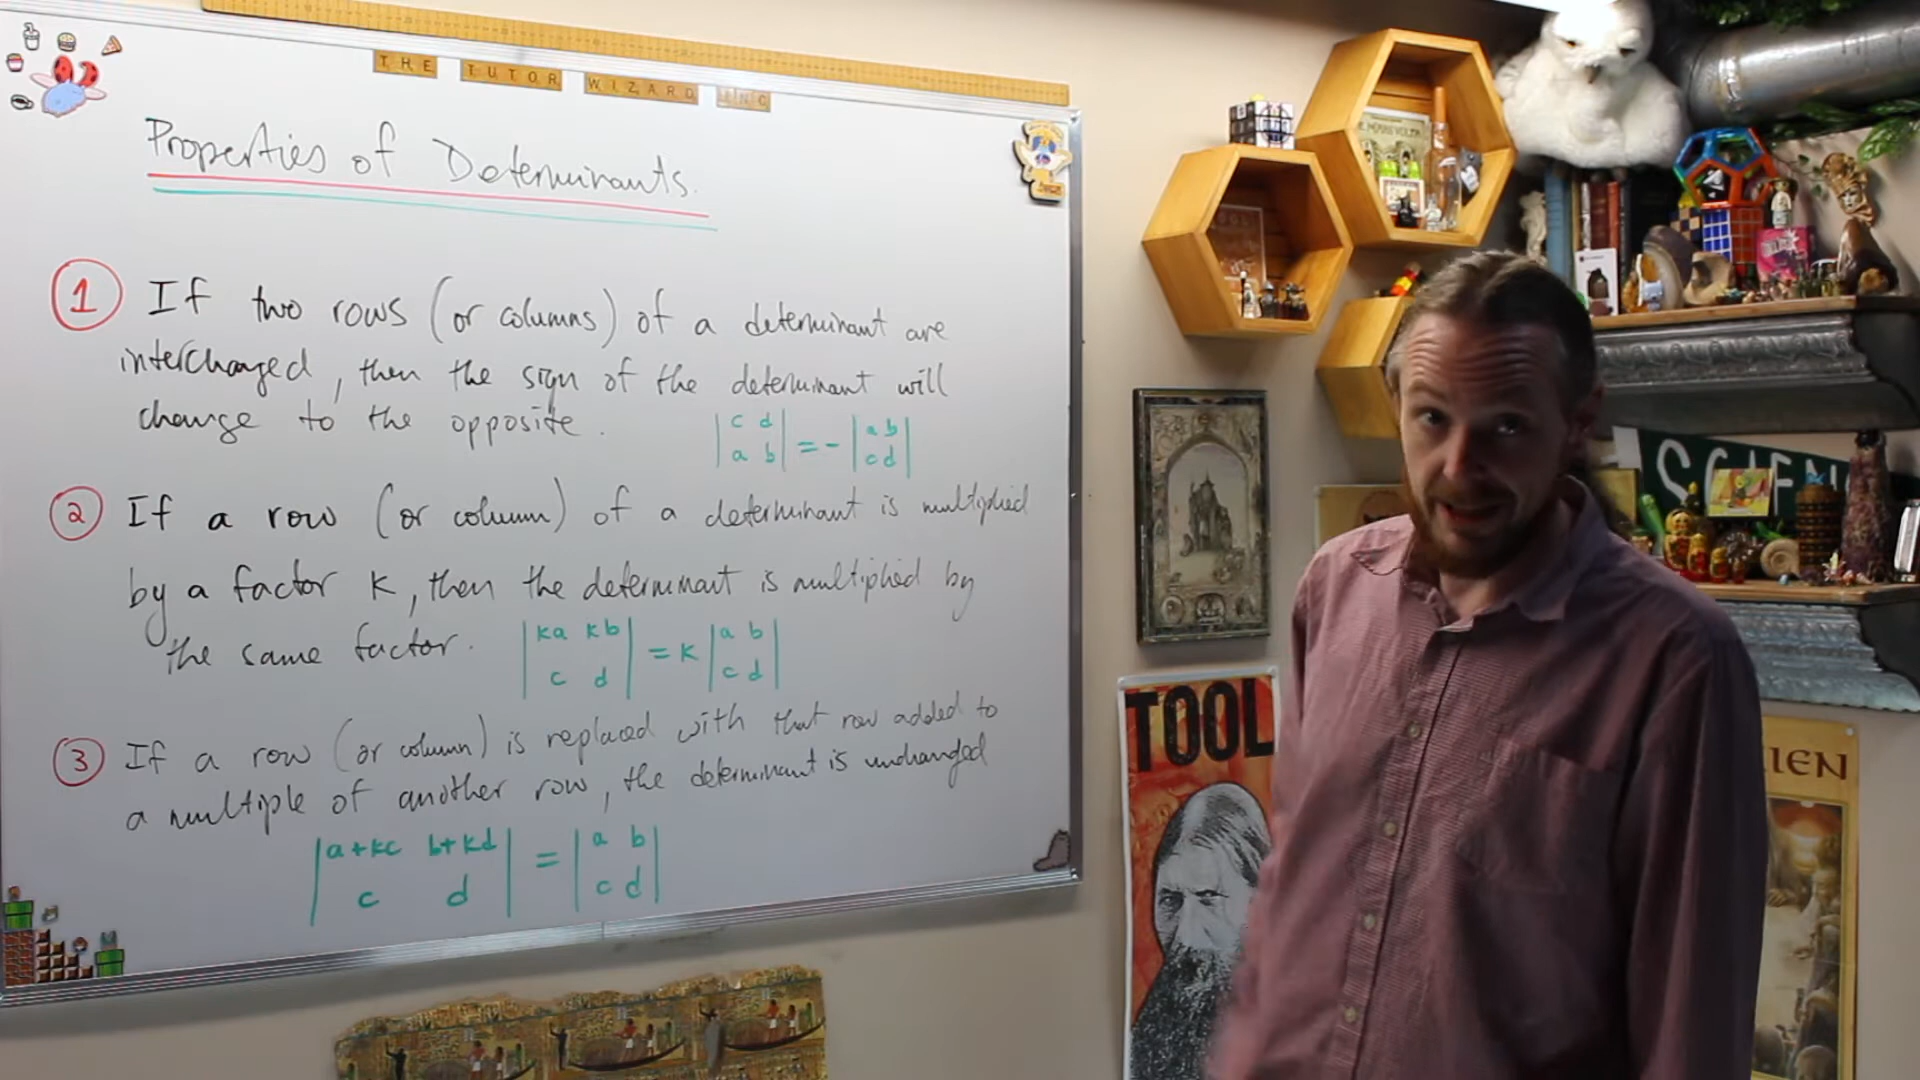 THE TUTOR WIZARD INC
Properties of Determinants.
1 If two rows (or columns) of a determinant are
interchanged, then the sign of the determinant will
change to the opposite.
|c d| = - |a b|
|a b| |c d|
2 If a row (or column) of a determinant is multiplied
by a factor K, then the determinant is multiplied by
the same factor.
|ka kb| = K |a b|
|c d| |c d|
3 If a row (or column) is replaced with that row added to
a multiple of another row, the determinant is unchanged
|a+kc b+kd| = |a b|
|c d| |c d|
SCIEN
TOOL